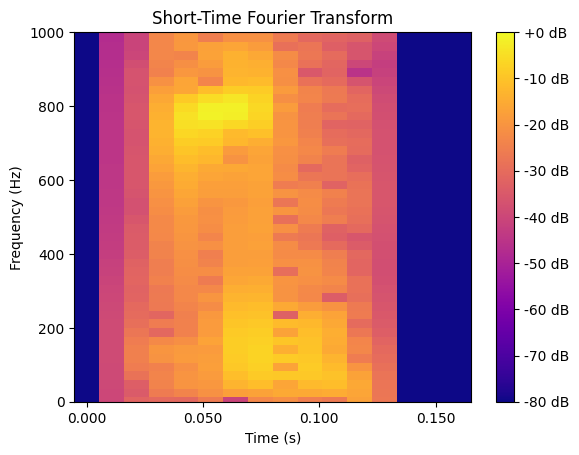 Short-Time Fourier Transform
1000
800
600
400
200
0
Frequency (Hz)
0.000
0.050
0.100
0.150
Time (s)
+0 dB
-10 dB
-20 dB
-30 dB
-40 dB
-50 dB
-60 dB
-70 dB
-80 dB